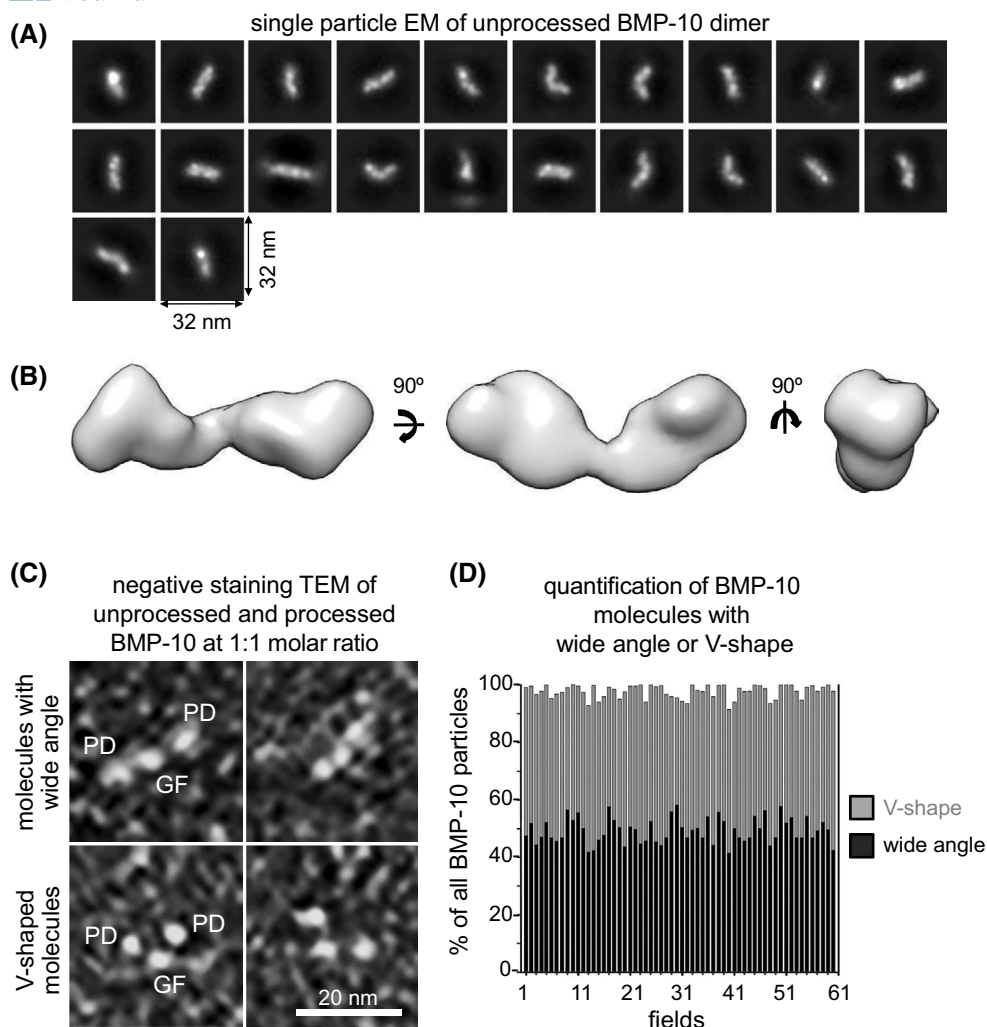 (A)
single particle EM of unprocessed BMP-10 dimer
32 nm
32 nm
(B)
90º
90º
(C)
negative staining TEM of
unprocessed and processed
BMP-10 at 1:1 molar ratio
molecules with
wide angle
PD
PD
GF
V-shaped
molecules
PD
PD
GF
20 nm
(D)
quantification of BMP-10
molecules with
wide angle or V-shape
% of all BMP-10 particles
100
80
60
40
20
0
1 11 21 31 41 51 61
fields
V-shape
wide angle